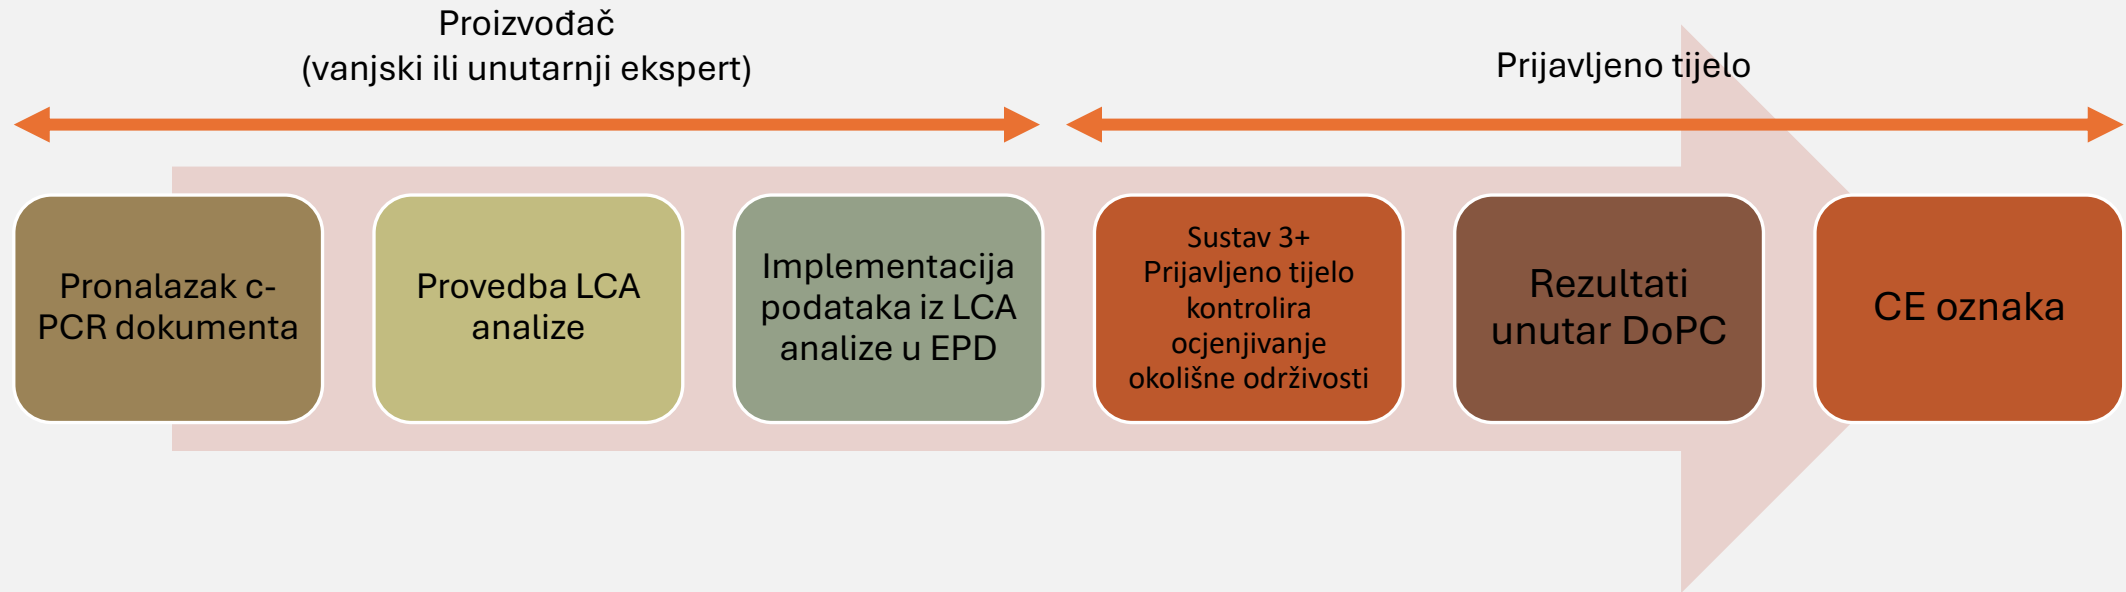 Proizvođač
(vanjski ili unutarnji ekspert)
Prijavljeno tijelo
Pronalazak c-
PCR dokumenta
Provedba LCA
analize
Implementacija
podataka iz LCA
analize u EPD
Sustav 3+
Prijavljeno tijelo
kontrolira
ocjenjivanje
okolišne održivosti
Rezultati
unutar DoPC
CE oznaka